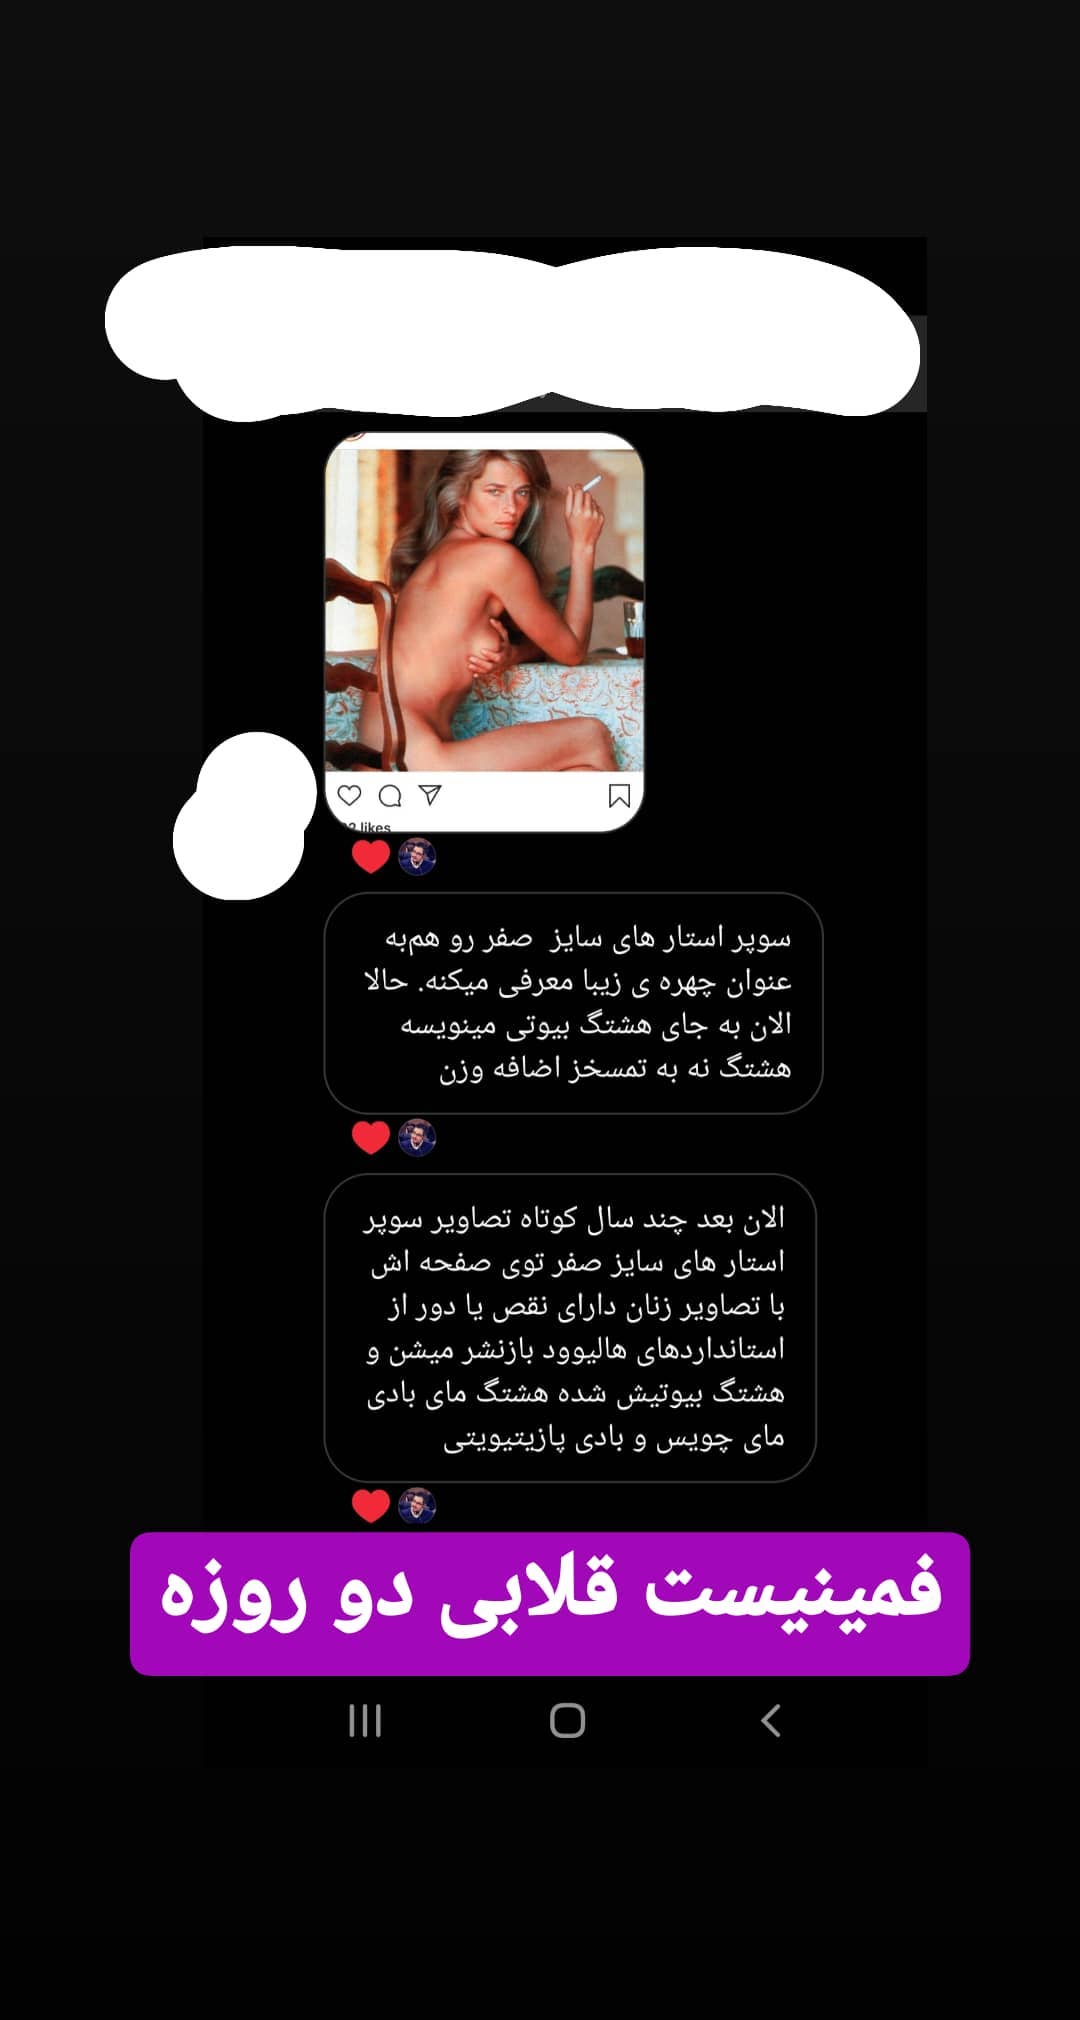 likes
سوپر استار های سایز صفر رو هم‌به
عنوان چهره ی زیبا معرفی میکنه. حالا
الان به جای هشتگ بیوتی مینویسه
هشتگ نه به تمسخز اضافه وزن
الان بعد چند سال کوتاه تصاویر سوپر
استار های سایز صفر توی صفحه اش
با تصاویر زنان دارای نقص یا دور از
استانداردهای هالیوود بازنشر میشن و
هشتگ بیوتیش شده هشتگ مای بادی
مای چویس و بادی پازیتیویتی
فمینیست قلابی دو روزه